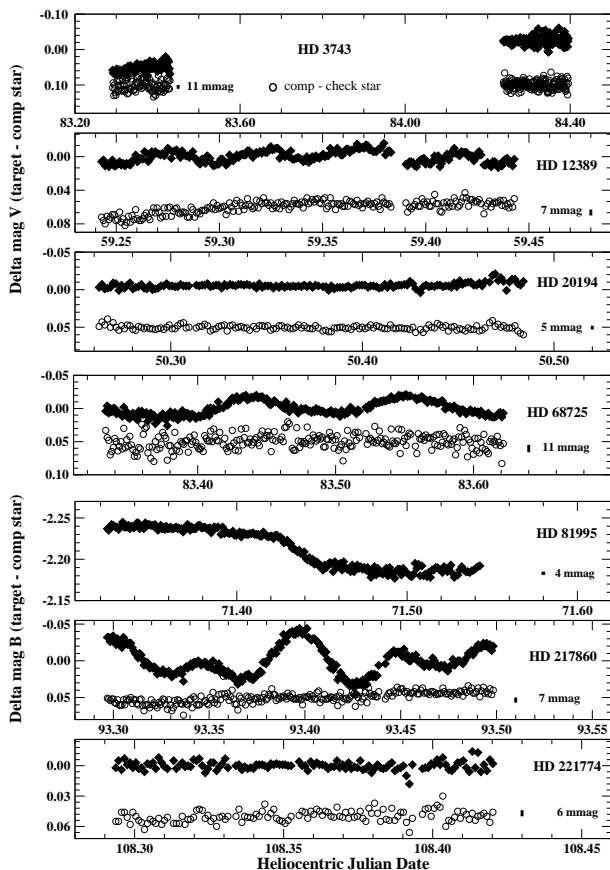 -0.10
0.00
0.10
HD 3743
11 mmag
comp - check star
83.20
83.60
84.00
84.40
Delta mag V (target - comp star)
0.00
0.04
0.08
HD 12389
7 mmag
59.25
59.30
59.35
59.40
59.45
-0.05
0.00
0.05
HD 20194
5 mmag
50.30
50.40
50.50
-0.05
0.00
0.05
0.10
HD 68725
11 mmag
83.40
83.50
83.60
Delta mag B (target - comp star)
-2.25
-2.20
-2.15
HD 81995
4 mmag
71.40
71.50
71.60
-0.05
0.00
0.05
HD 217860
7 mmag
93.30
93.35
93.40
93.45
93.50
93.55
0.00
0.03
0.06
HD 221774
6 mmag
108.30
108.35
108.40
108.46
Heliocentric Julian Date